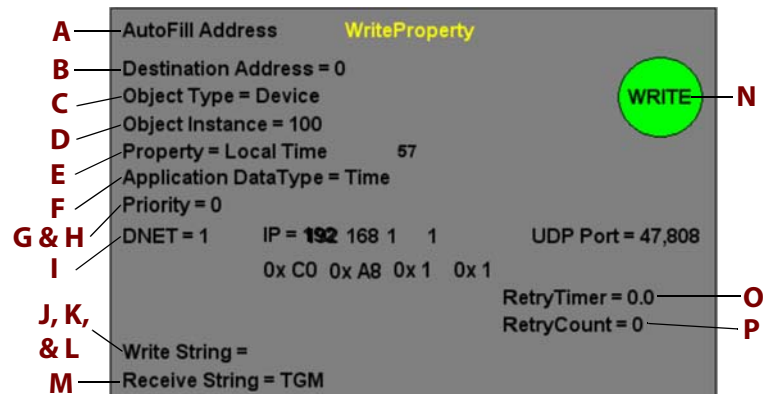 A AutoFill Address WriteProperty
B Destination Address = 0
C Object Type = Device WRITE N
D Object Instance = 100
E Property = Local Time 57
F Application DataType = Time
G & H Priority = 0
I DNET = 1 IP = 192 168 1 1 UDP Port = 47,808
0x C0 0x A8 0x 1 0x 1
RetryTimer = 0.0 O
RetryCount = 0 P
J, K,
& L Write String =
M Receive String = TGM